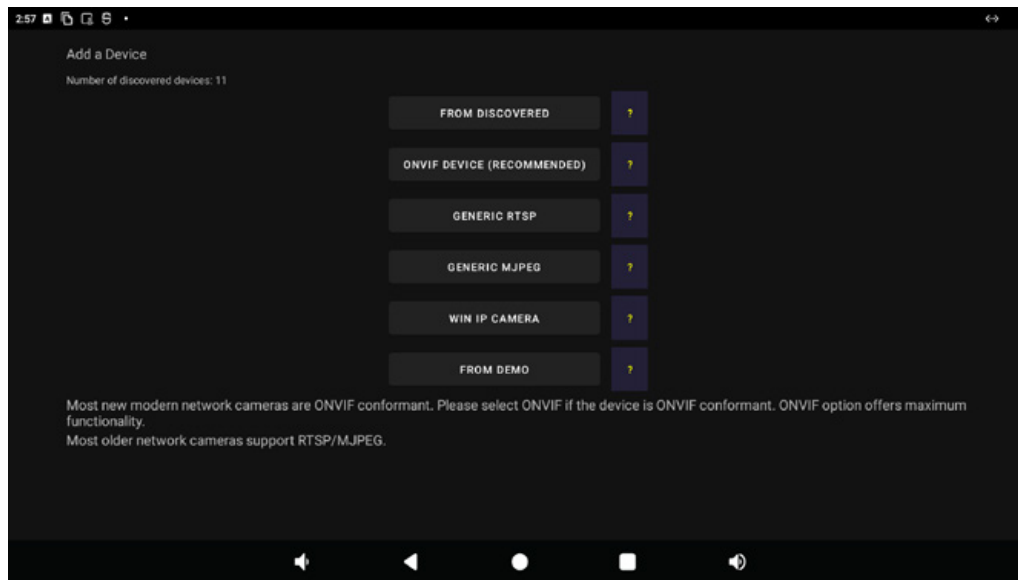 2:57
Add a Device
Number of discovered devices: 11
FROM DISCOVERED ?
ONVIF DEVICE (RECOMMENDED) ?
GENERIC RTSP ?
GENERIC MJPEG ?
WIN IP CAMERA ?
FROM DEMO ?
Most new modern network cameras are ONVIF conformant. Please select ONVIF if the device is ONVIF conformant. ONVIF option offers maximum
functionality.
Most older network cameras support RTSP/MJPEG.